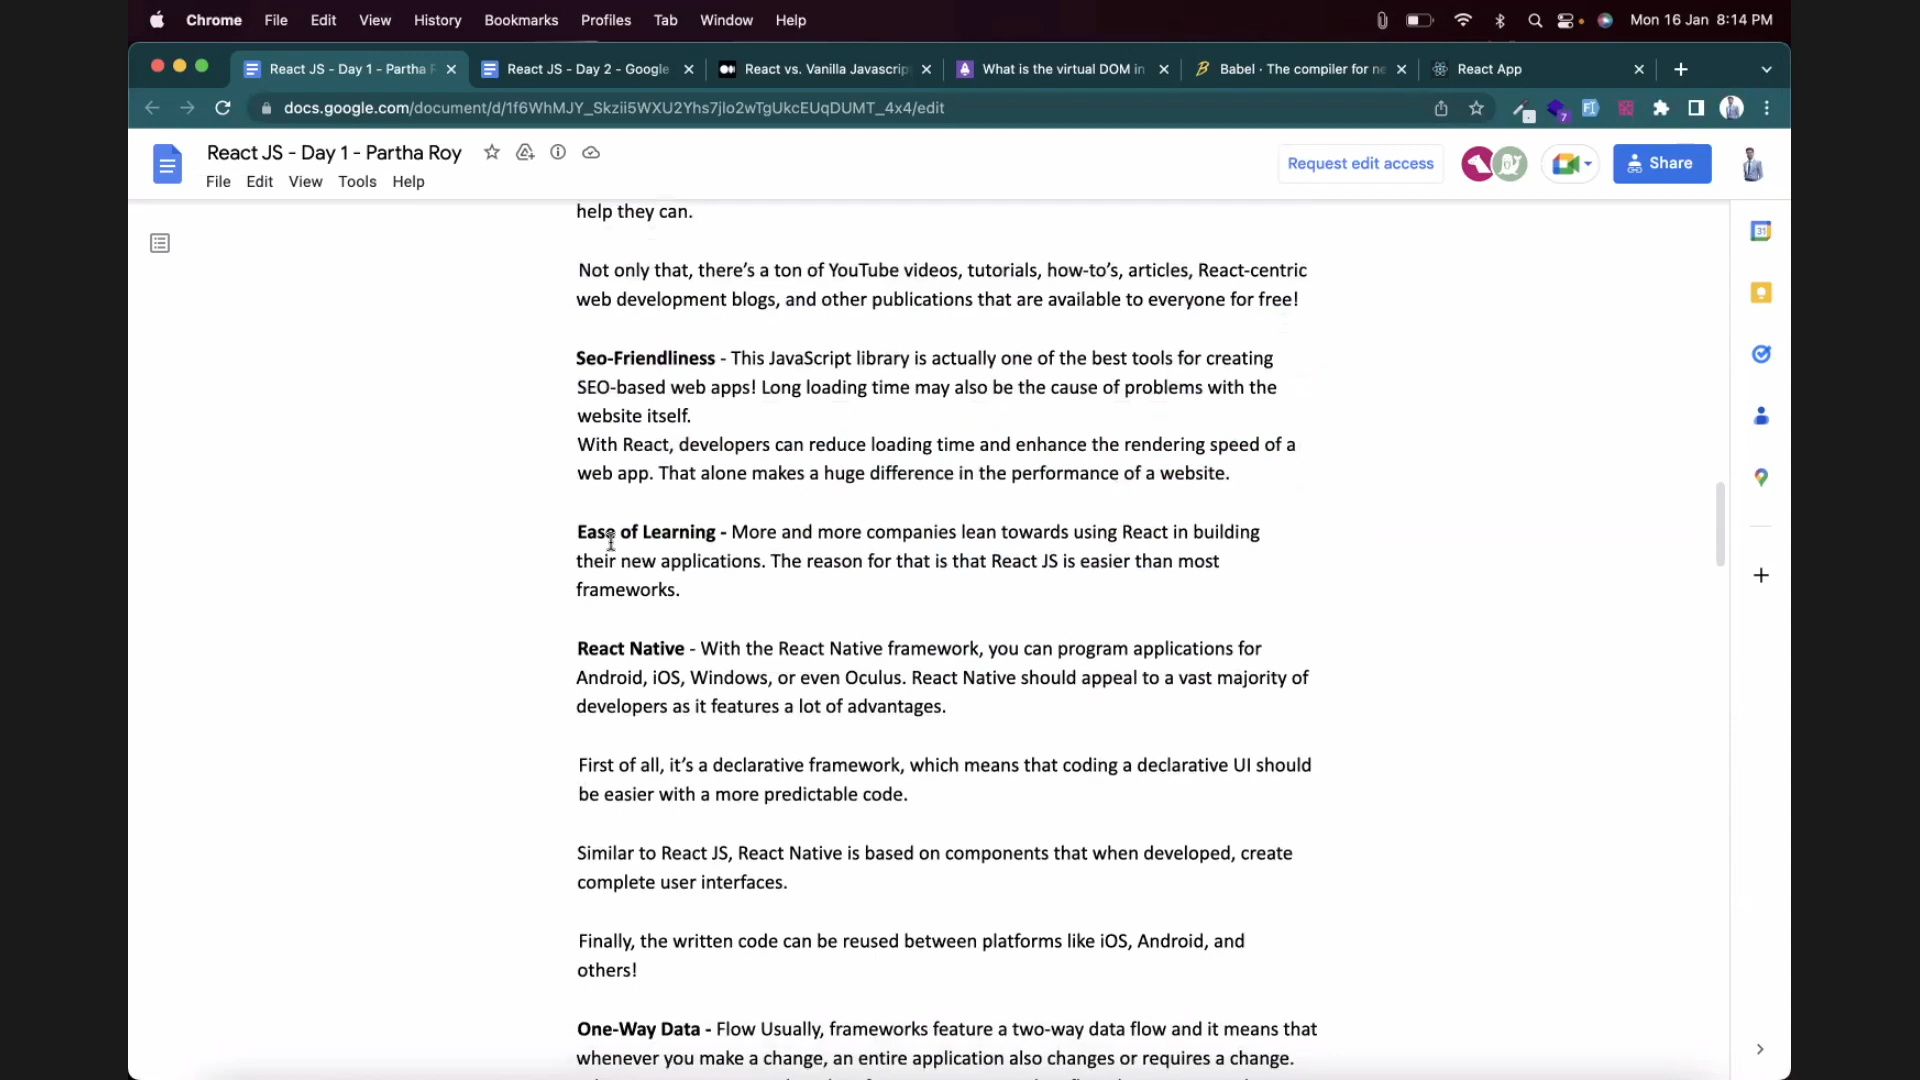 Chrome File Edit View History Bookmarks Profiles Tab Window Help Mon 16 Jan 8:14 PM
React JS - Day 1 - Partha React JS - Day 2 - Google React vs. Vanilla Javascrip What is the virtual DOM in Babel · The compiler for ne React App
docs.google.com/document/d/1f6WhMJY_Skzii5WXU2Yhs7jlo2wTgUkcEUqDUMT_4x4/edit
React JS - Day 1 - Partha Roy
Request edit access
Share
File Edit View Tools Help
help they can.
Not only that, there’s a ton of YouTube videos, tutorials, how-to’s, articles, React-centric
web development blogs, and other publications that are available to everyone for free!
Seo-Friendliness - This JavaScript library is actually one of the best tools for creating
SEO-based web apps! Long loading time may also be the cause of problems with the
website itself.
With React, developers can reduce loading time and enhance the rendering speed of a
web app. That alone makes a huge difference in the performance of a website.
Ease of Learning - More and more companies lean towards using React in building
their new applications. The reason for that is that React JS is easier than most
frameworks.
React Native - With the React Native framework, you can program applications for
Android, iOS, Windows, or even Oculus. React Native should appeal to a vast majority of
developers as it features a lot of advantages.
First of all, it’s a declarative framework, which means that coding a declarative UI should
be easier with a more predictable code.
Similar to React JS, React Native is based on components that when developed, create
complete user interfaces.
Finally, the written code can be reused between platforms like iOS, Android, and
others!
One-Way Data - Flow Usually, frameworks feature a two-way data flow and it means that
whenever you make a change, an entire application also changes or requires a change.